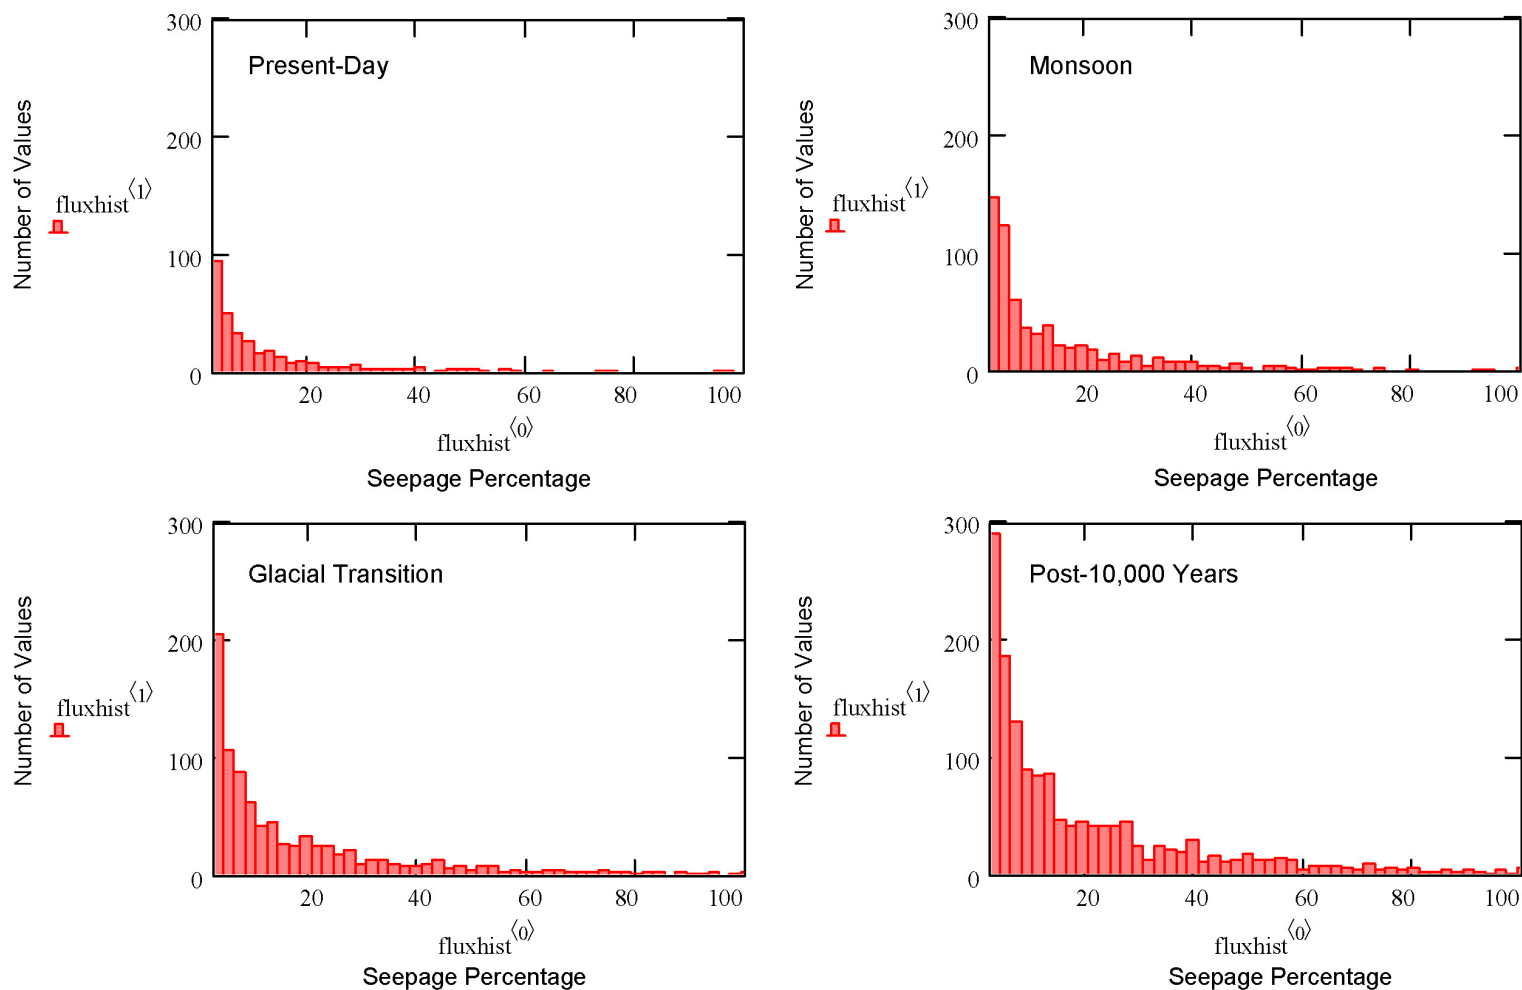 300
Present-Day
200
Number of Values
fluxhist⟨1⟩
100
0
20 40 60 80 100
fluxhist⟨0⟩
Seepage Percentage
300
Monsoon
200
Number of Values
fluxhist⟨1⟩
100
0
20 40 60 80 100
fluxhist⟨0⟩
Seepage Percentage
300
Glacial Transition
200
Number of Values
fluxhist⟨1⟩
100
0
20 40 60 80 100
fluxhist⟨0⟩
Seepage Percentage
300
Post-10,000 Years
200
Number of Values
fluxhist⟨1⟩
100
0
20 40 60 80 100
fluxhist⟨0⟩
Seepage Percentage